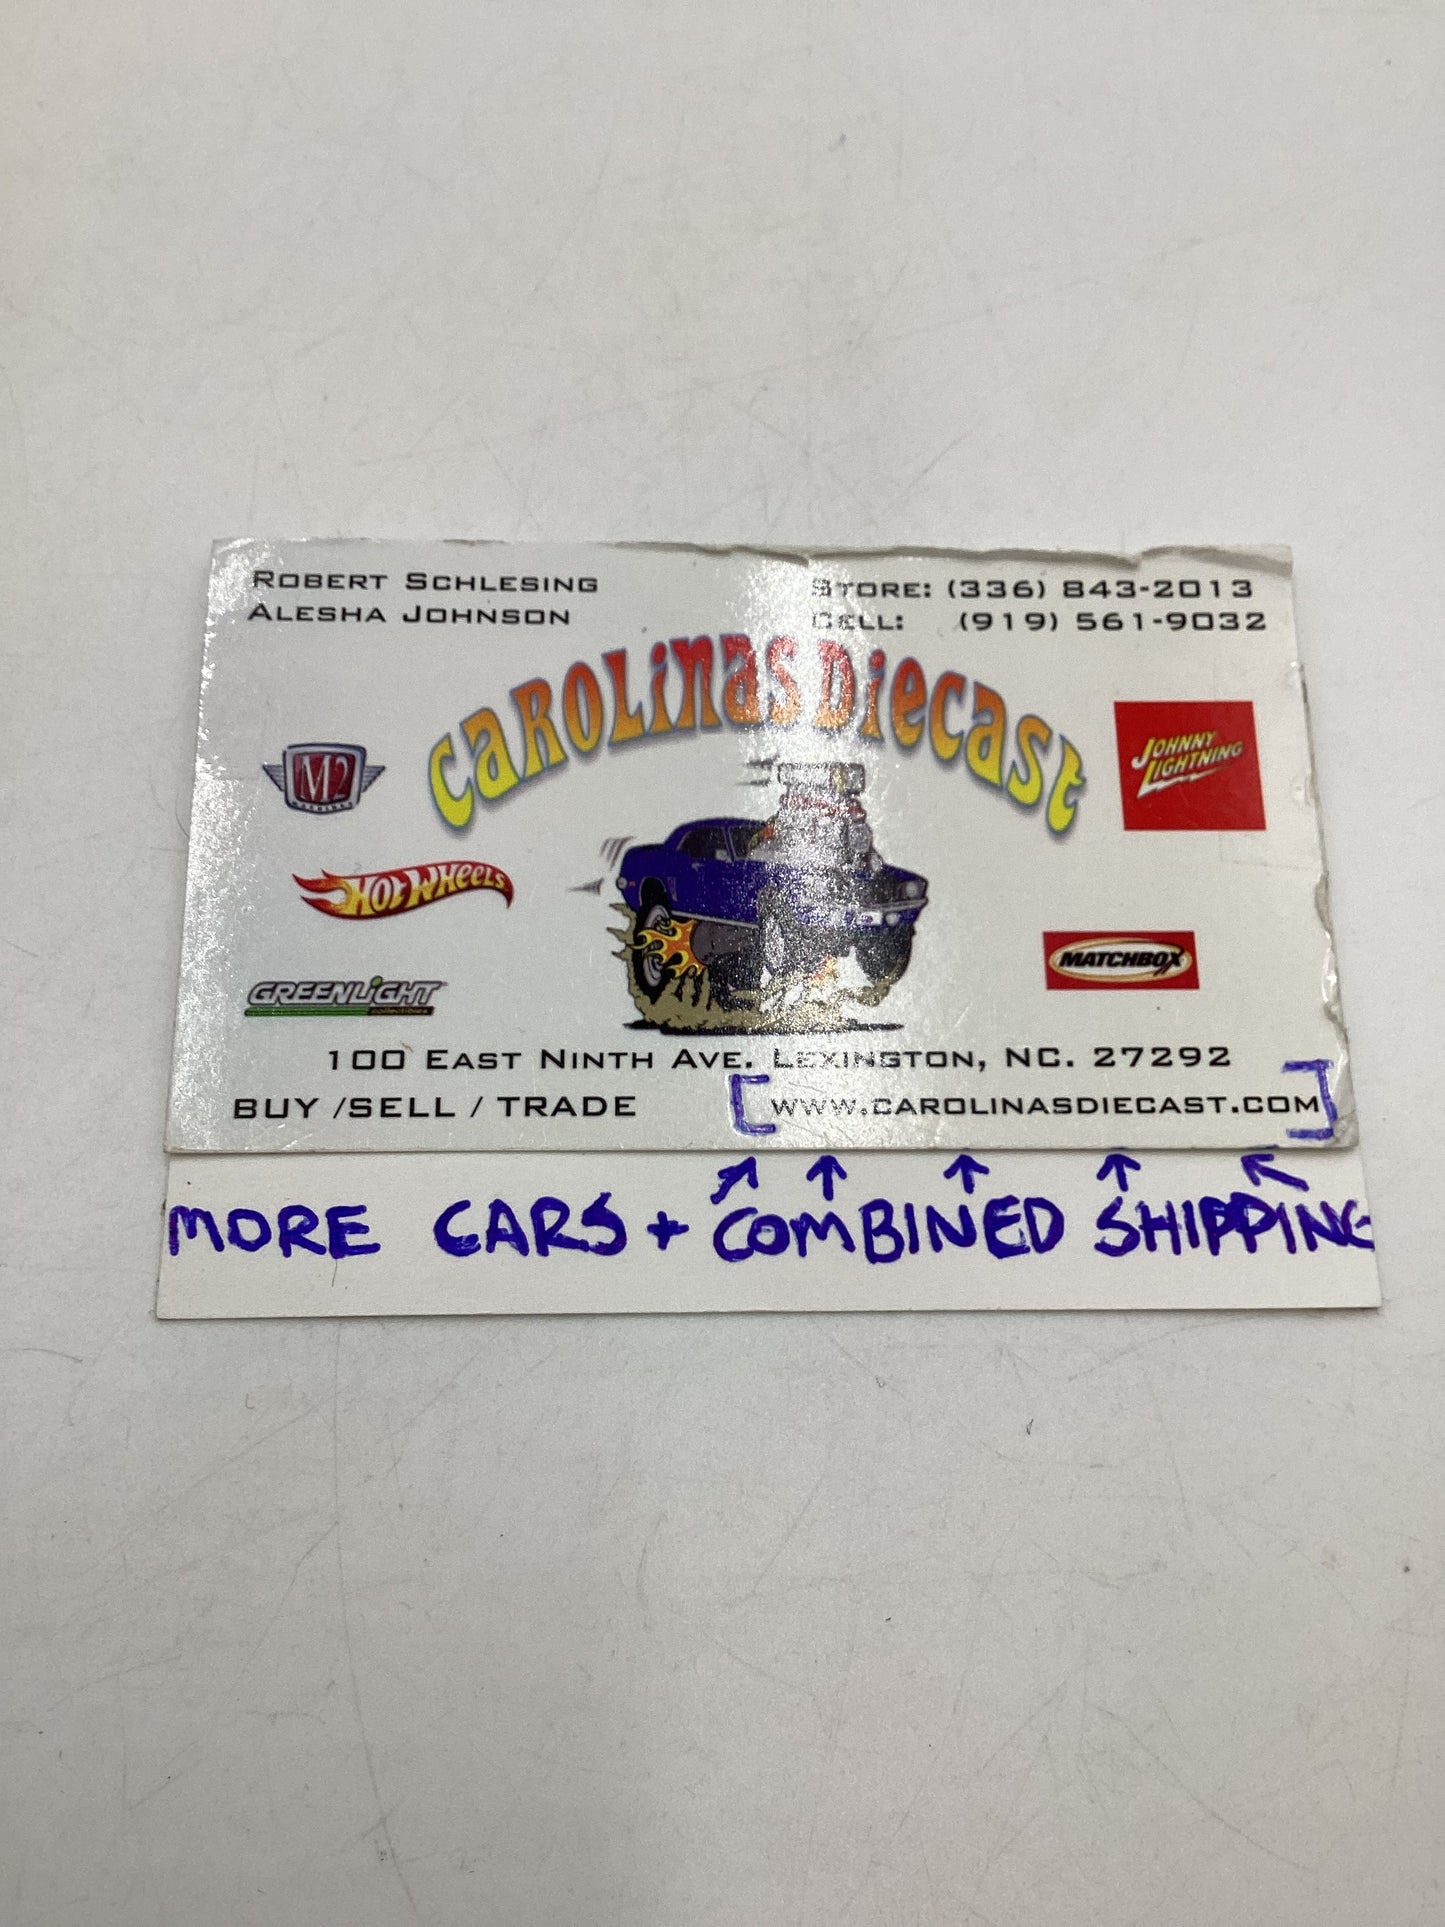 ROBERT SCHLESING
ALESHA JOHNSON
STORE: (336) 843-2013
CELL: (919) 561-9032
CAROLINAS DIECAST
M2
MACHINES
JOHNNY
LIGHTNING
HOT WHEELS
MATCHBOX
GREENLIGHT
COLLECTIBLES
100 EAST NINTH AVE. LEXINGTON, NC. 27292
BUY /SELL / TRADE
[WWW.CAROLINASDIECAST.COM]
MORE CARS + COMBINED SHIPPING